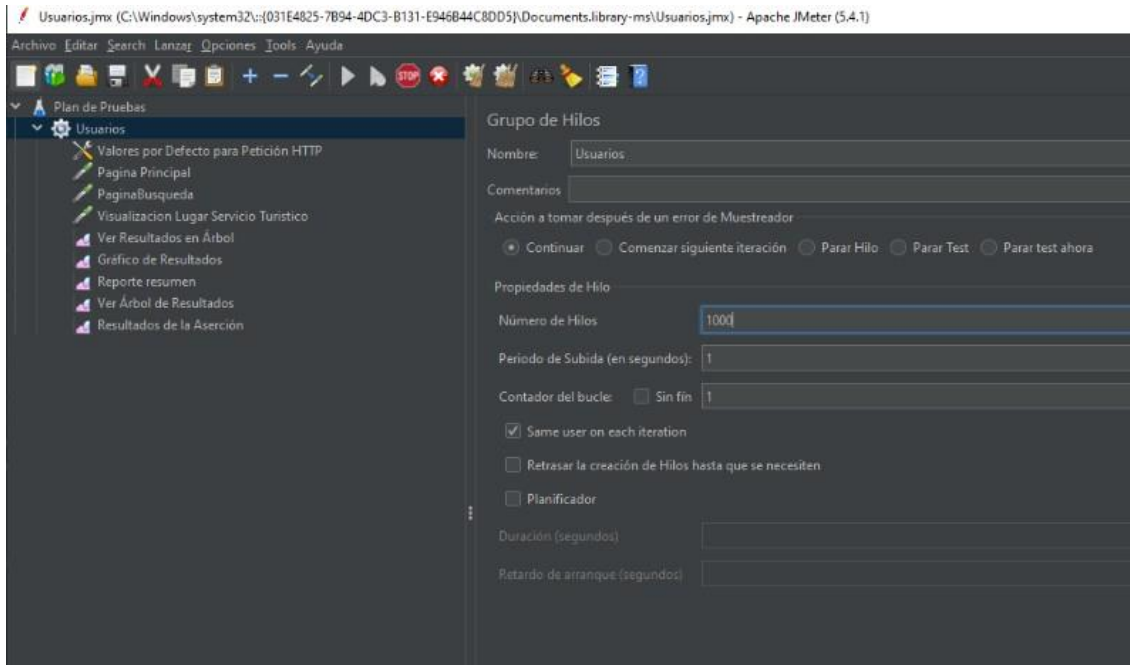 Usuarios.jmx (C:\Windows\system32\::{031E4825-7B94-4DC3-B131-E946B44C8DD5}\Documents.library-ms\Usuarios.jmx) - Apache JMeter (5.4.1)
Archivo Editar Search Lanzar Opciones Tools Ayuda
STOP
Plan de Pruebas
Usuarios
Valores por Defecto para Petición HTTP
Pagina Principal
PaginaBusqueda
Visualizacion Lugar Servicio Turistico
Ver Resultados en Árbol
Gráfico de Resultados
Reporte resumen
Ver Árbol de Resultados
Resultados de la Aserción
Grupo de Hilos
Nombre: Usuarios
Comentarios
Acción a tomar después de un error de Muestreador
Continuar Comenzar siguiente iteración Parar Hilo Parar Test Parar test ahora
Propiedades de Hilo
Número de Hilos 1000
Periodo de Subida (en segundos): 1
Contador del bucle: Sin fín 1
Same user on each iteration
Retrasar la creación de Hilos hasta que se necesiten
Planificador
Duración (segundos)
Retardo de arranque (segundos)